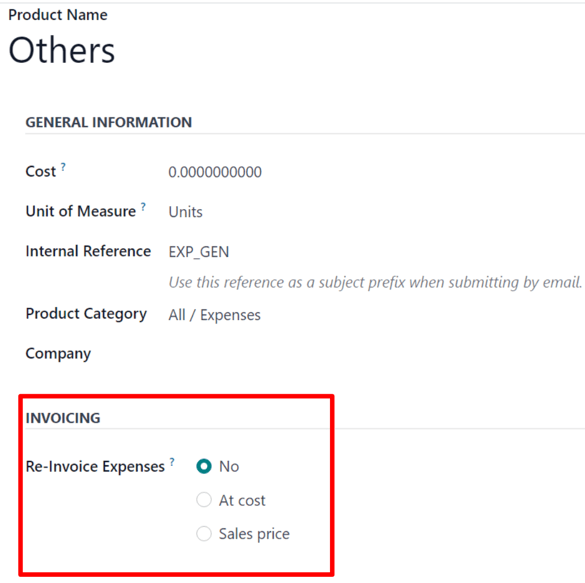 Product Name
Others
GENERAL INFORMATION
Cost ? 0.0000000000
Unit of Measure ? Units
Internal Reference EXP_GEN
Use this reference as a subject prefix when submitting by email.
Product Category All / Expenses
Company
INVOICING
Re-Invoice Expenses ? No
At cost
Sales price